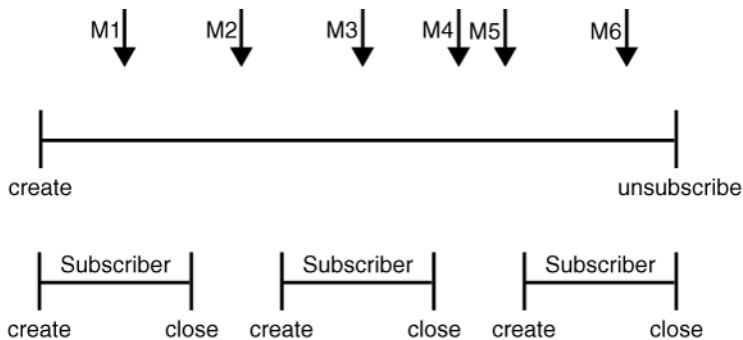 M1 M2 M3 M4 M5 M6
create unsubscribe
Subscriber Subscriber Subscriber
create close create close create close